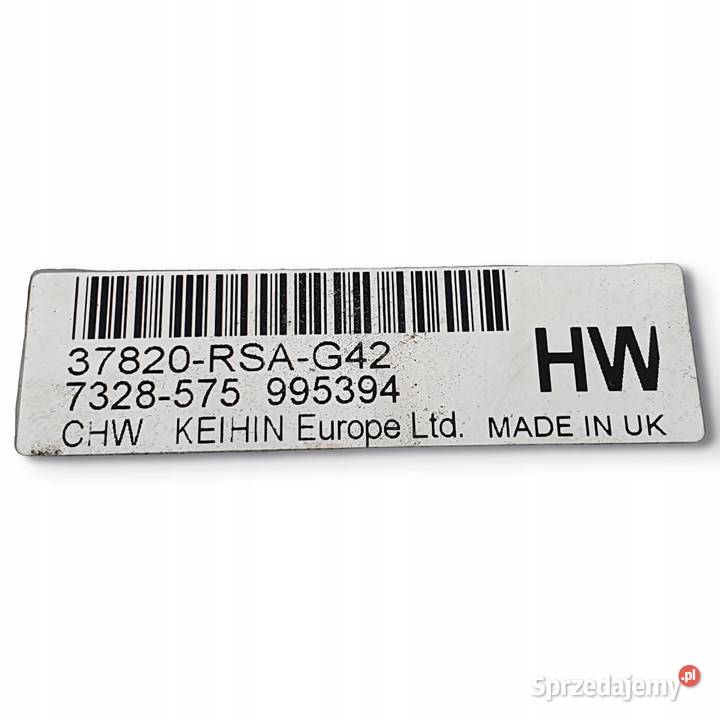 37820-RSA-G42
HW
7328-575 995394
CHW KEIHIN Europe Ltd. MADE IN UK
Sprzedajemy.pl